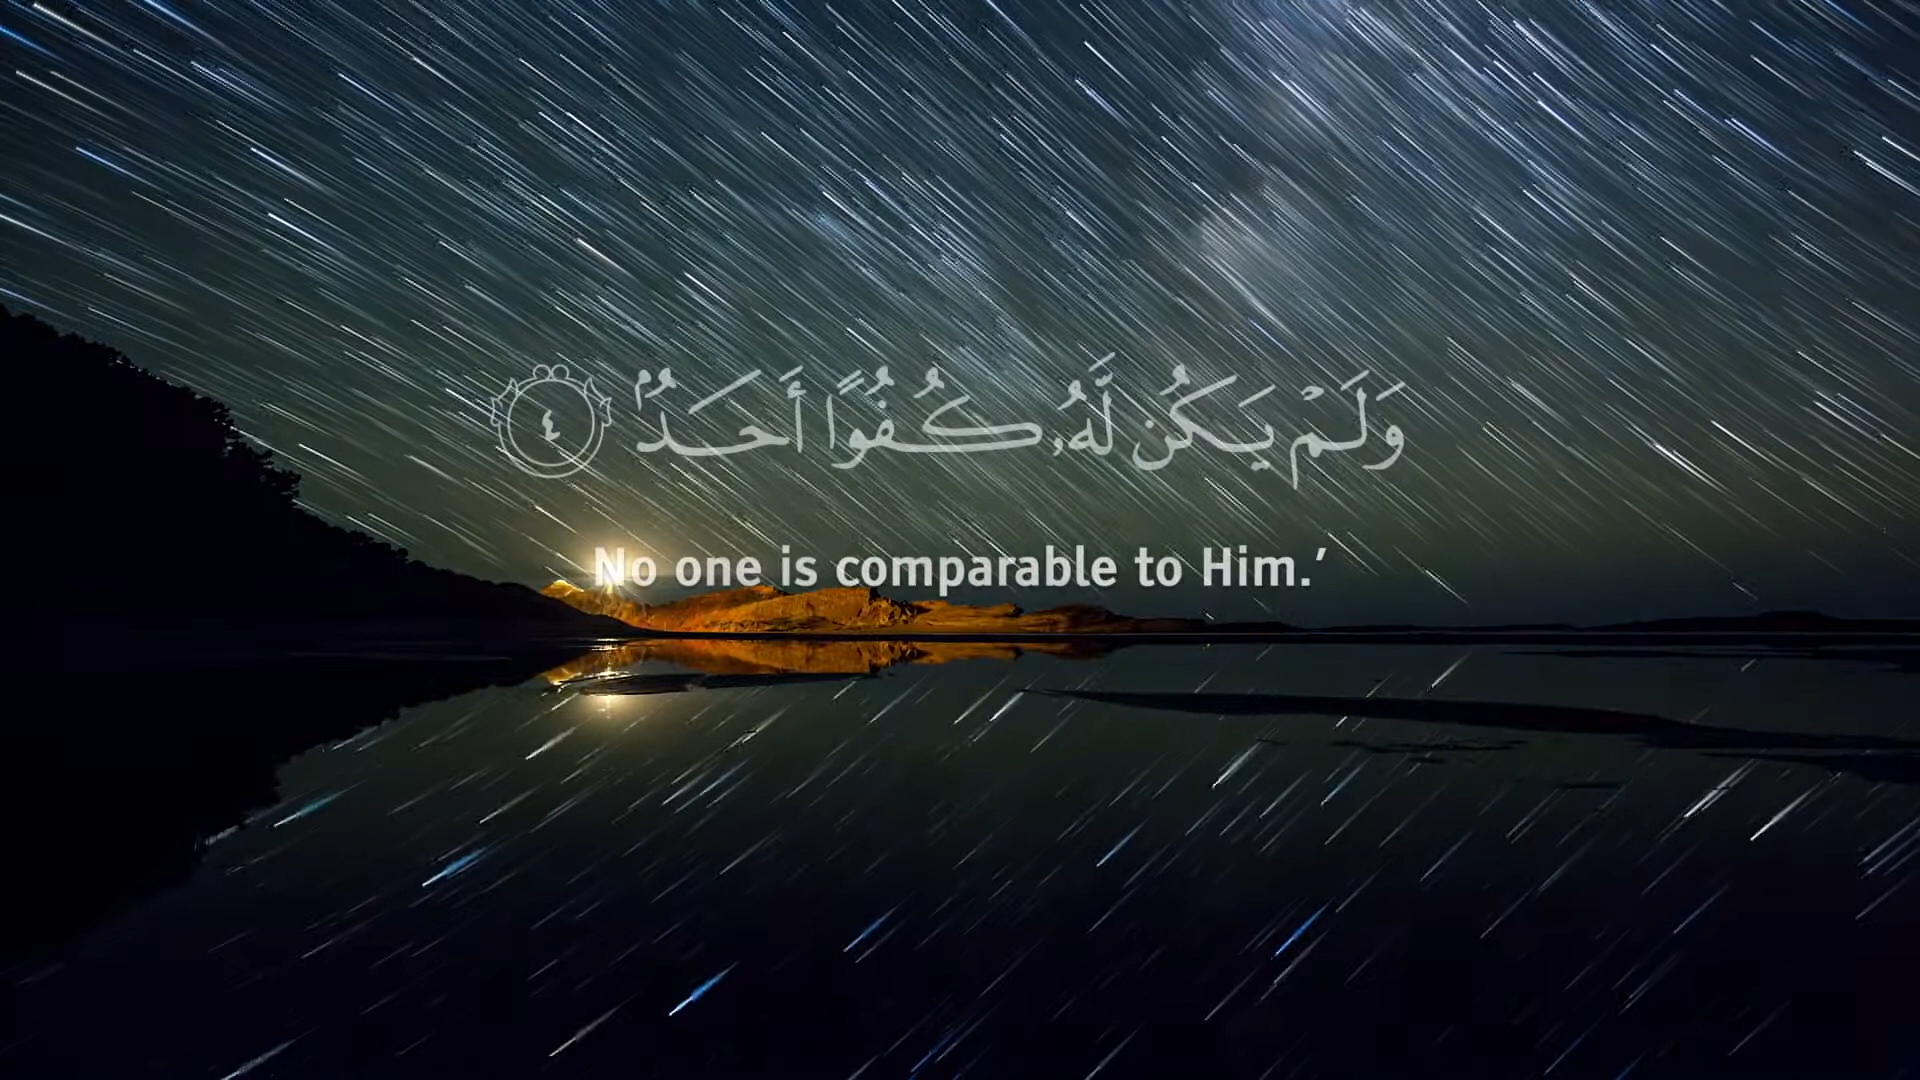 وَلَمْ يَكُن لَّهُۥ كُفُوًا أَحَدٌۢ ٤
No one is comparable to Him.’